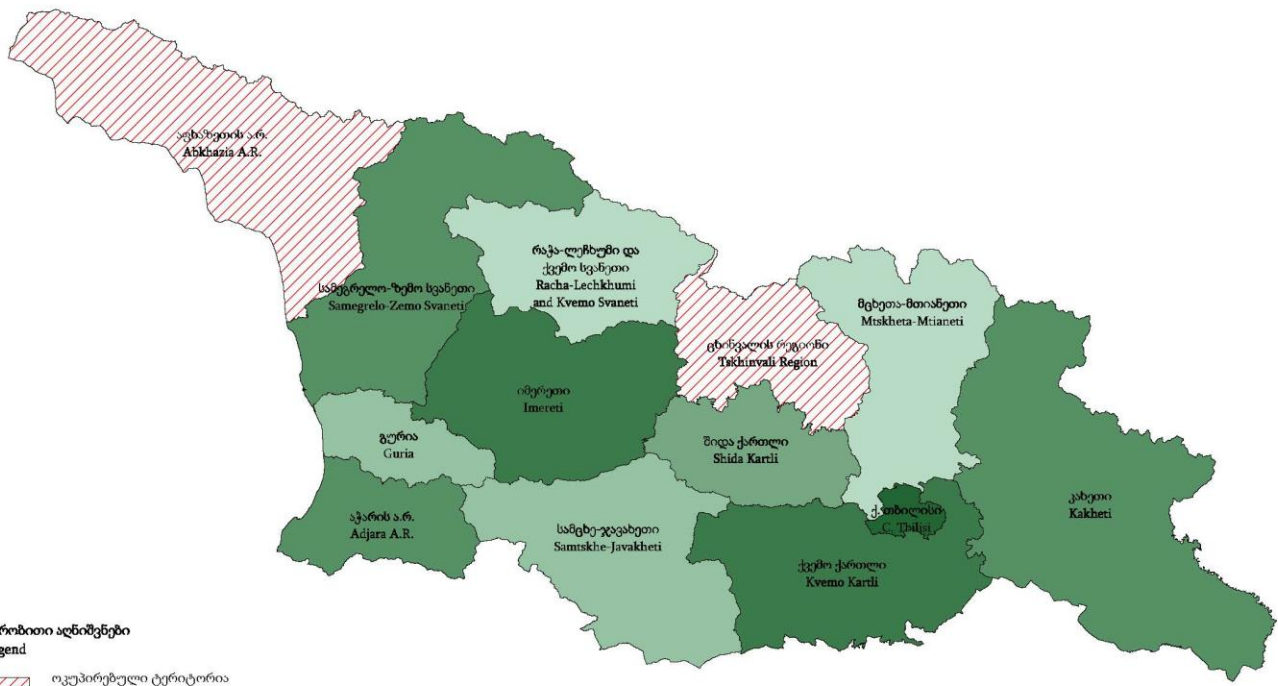 აფხაზეთის ა.რ.
Abkhazia A.R.
რაჭა-ლეჩხუმი და
ქვემო სვანეთი
Racha-Lechkhumi
and Kvemo Svaneti
სამეგრელო-ზემო სვანეთი
Samegrelo-Zemo Svaneti
მცხეთა-მთიანეთი
Mtskheta-Mtianeti
ცხინვალის რეგიონი
Tskhinvali Region
იმერეთი
Imereti
გურია
Guria
შიდა ქართლი
Shida Kartli
კახეთი
Kakheti
აჭარის ა.რ.
Adjara A.R.
სამცხე-ჯავახეთი
Samtskhe-Javakheti
ქ.თბილისი
C. Tbilisi
ქვემო ქართლი
Kvemo Kartli
რობითი აღნიშვნები
gend
ოკუპირებული ტერიტორია